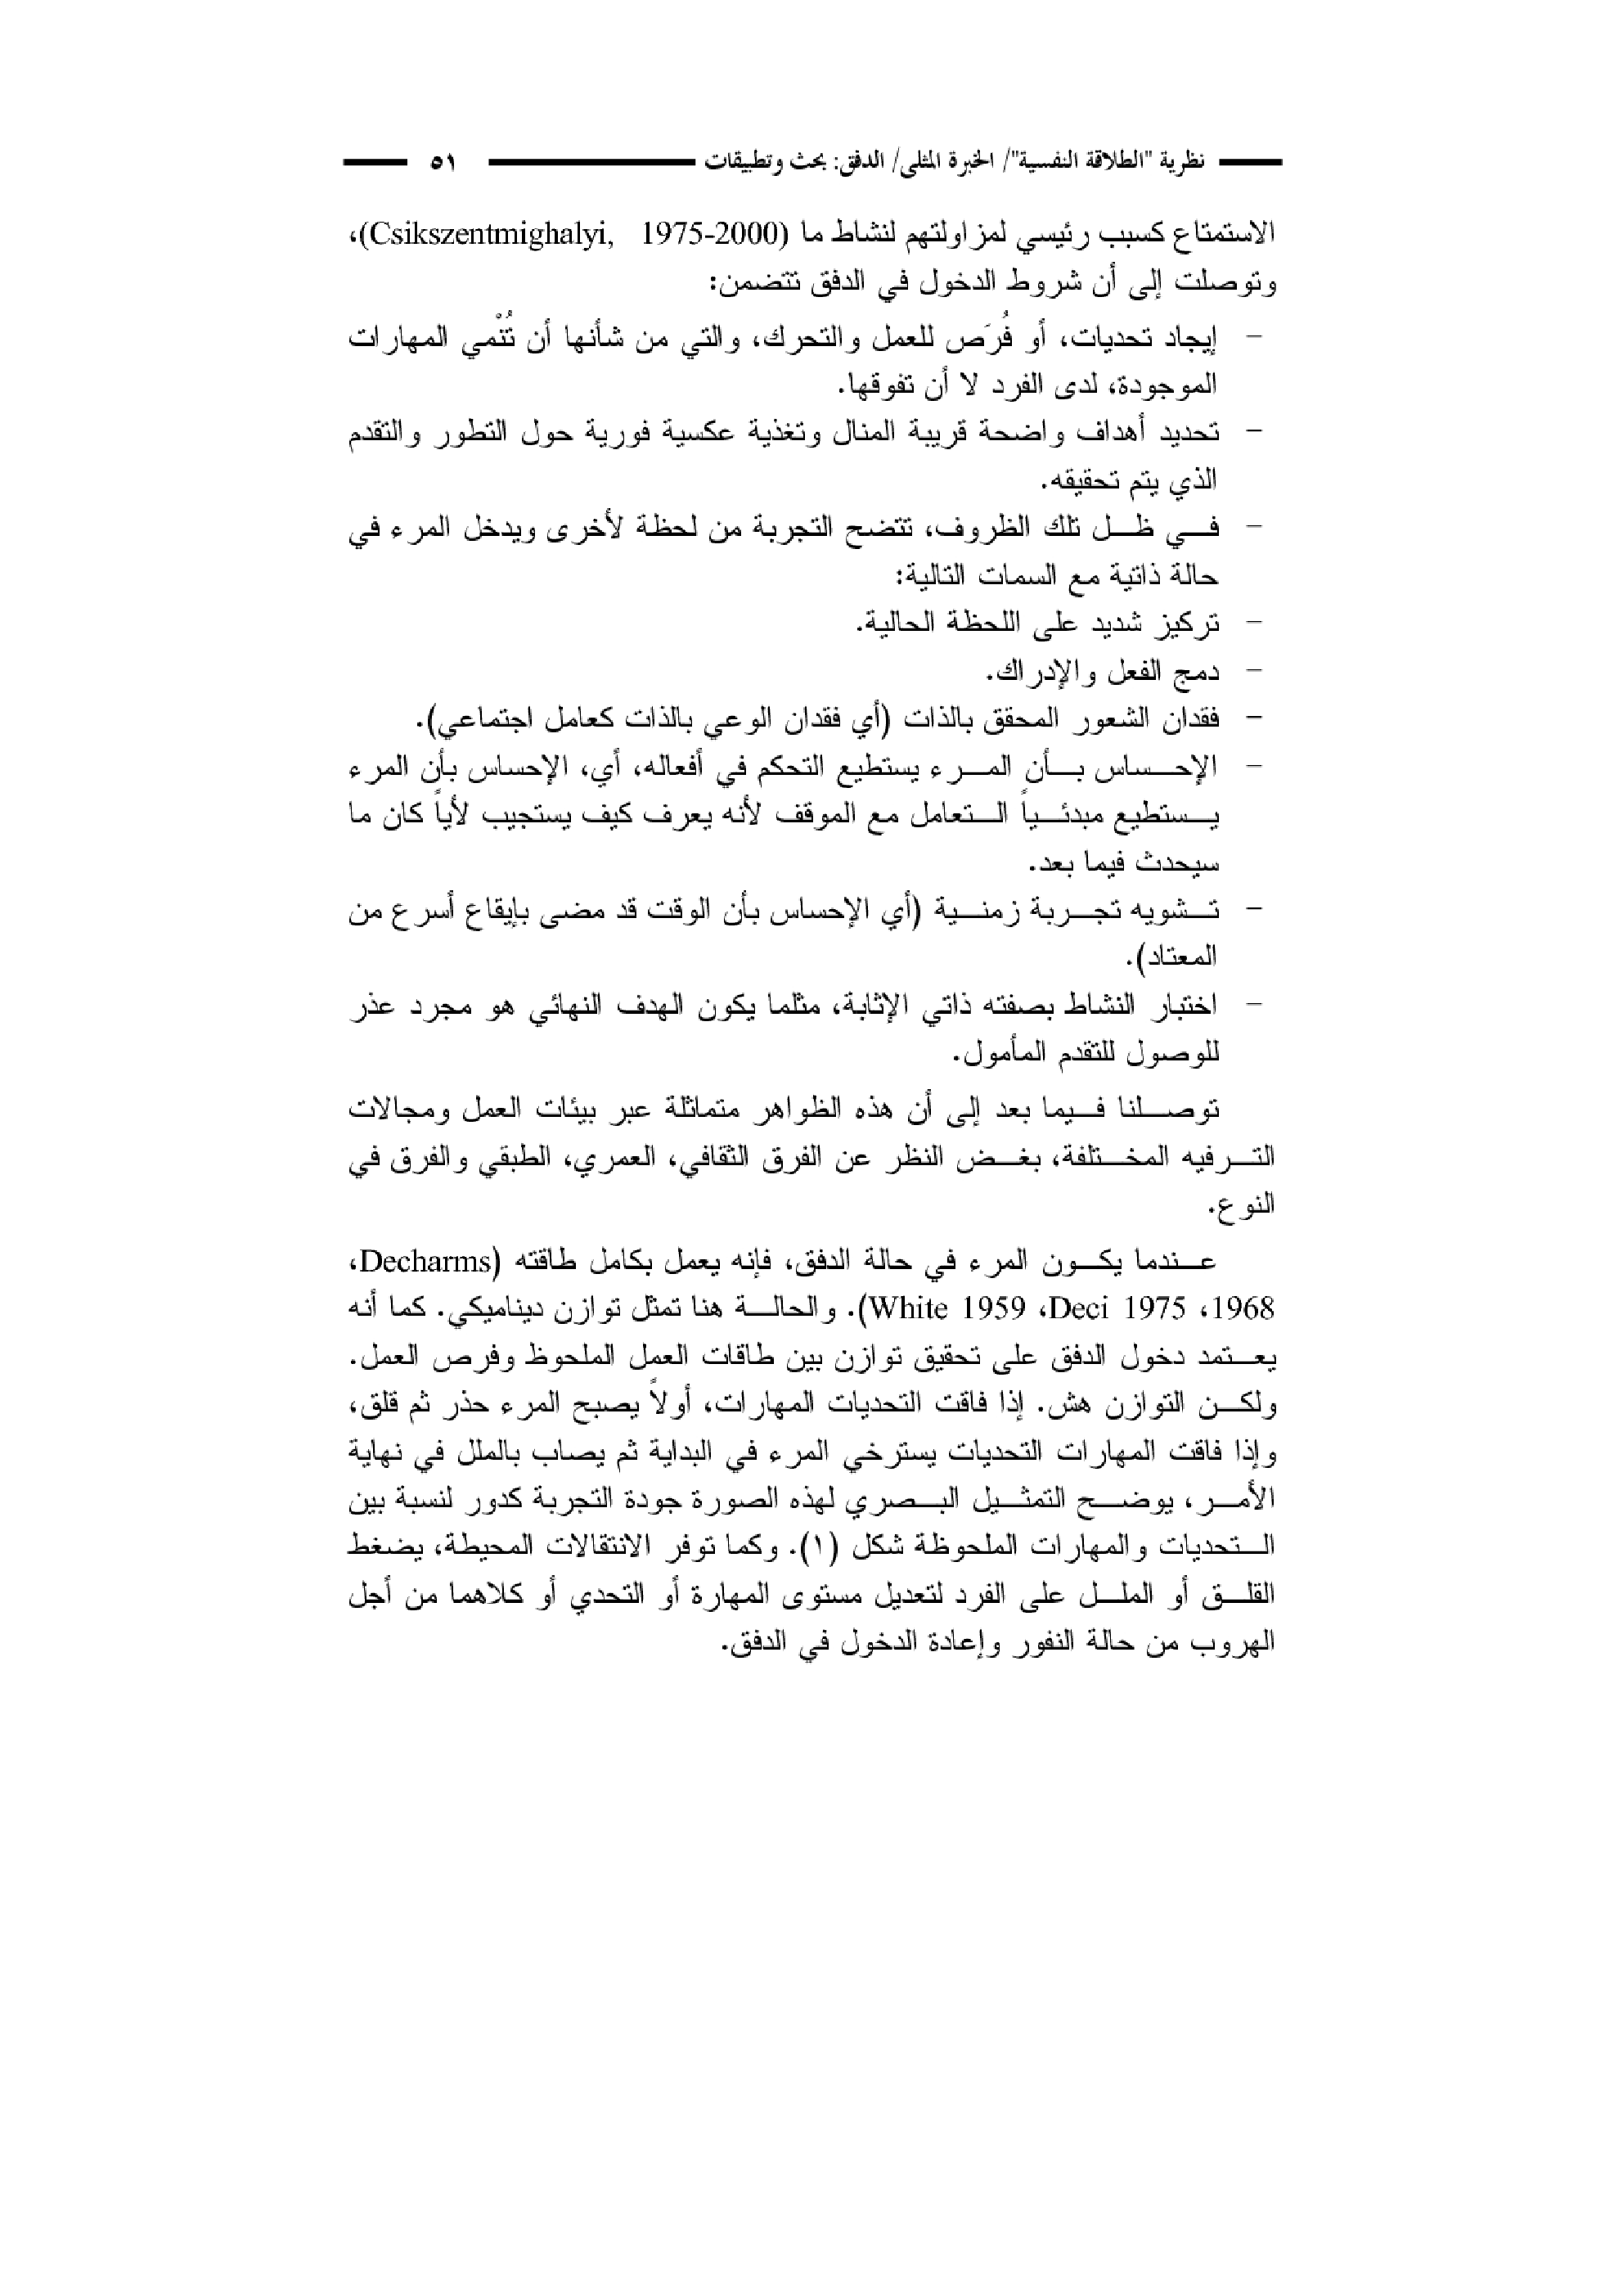 نظرية "الطلاقة النفسية"/ الخبرة المثلى/ الدفق: بحث وتطبيقات ٥١
الاستمتاع كسبب رئيسي لمزاولتهم لنشاط ما (Csikszentmighalyi, 1975-2000)،
وتوصلت إلى أن شروط الدخول في الدفق تتضمن:
- إيجاد تحديات، أو فُرَص للعمل والتحرك، والتي من شأنها أن تُنْمي المهارات
الموجودة، لدى الفرد لا أن تفوقها.
- تحديد أهداف واضحة قريبة المنال وتغذية عكسية فورية حول التطور والتقدم
الذي يتم تحقيقه.
- في ظل تلك الظروف، تتضح التجربة من لحظة لأخرى ويدخل المرء في
حالة ذاتية مع السمات التالية:
- تركيز شديد على اللحظة الحالية.
- دمج الفعل والإدراك.
- فقدان الشعور المحقق بالذات (أي فقدان الوعي بالذات كعامل اجتماعي).
- الإحساس بأن المرء يستطيع التحكم في أفعاله، أي، الإحساس بأن المرء
يستطيع مبدئياً التعامل مع الموقف لأنه يعرف كيف يستجيب لأياً كان ما
سيحدث فيما بعد.
- تشويه تجربة زمنية (أي الإحساس بأن الوقت قد مضى بإيقاع أسرع من
المعتاد).
- اختبار النشاط بصفته ذاتي الإثابة، مثلما يكون الهدف النهائي هو مجرد عذر
للوصول للتقدم المأمول.
توصلنا فيما بعد إلى أن هذه الظواهر متماثلة عبر بيئات العمل ومجالات
الترفيه المختلفة، بغض النظر عن الفرق الثقافي، العمري، الطبقي والفرق في
النوع.
عندما يكون المرء في حالة الدفق، فإنه يعمل بكامل طاقته (Decharms،
1968، Deci 1975، White 1959). والحالة هنا تمثل توازن ديناميكي. كما أنه
يعتمد دخول الدفق على تحقيق توازن بين طاقات العمل الملحوظ وفرص العمل.
ولكن التوازن هش. إذا فاقت التحديات المهارات، أولاً يصبح المرء حذر ثم قلق،
وإذا فاقت المهارات التحديات يسترخي المرء في البداية ثم يصاب بالملل في نهاية
الأمر، يوضح التمثيل البصري لهذه الصورة جودة التجربة كدور لنسبة بين
التحديات والمهارات الملحوظة شكل (١). وكما توفر الانتقالات المحيطة، يضغط
القلق أو الملل على الفرد لتعديل مستوى المهارة أو التحدي أو كلاهما من أجل
الهروب من حالة النفور وإعادة الدخول في الدفق.